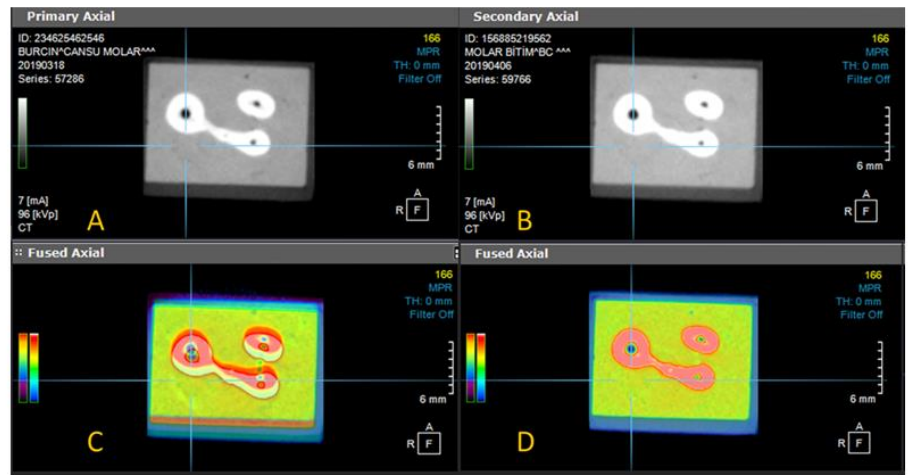 Primary Axial
ID: 234625462546
BURCIN^CANSU MOLAR^^^
20190318
Series: 57286
166
MPR
TH: 0 mm
Filter Off
6 mm
7 [mA]
96 [kVp]
CT
A
A
R F
Secondary Axial
ID: 156885219562
MOLAR BİTİM^BC ^^^
20190406
Series: 59766
166
MPR
TH: 0 mm
Filter Off
6 mm
7 [mA]
96 [kVp]
CT
B
A
R F
Fused Axial
166
MPR
TH: 0 mm
Filter Off
6 mm
C
A
R F
Fused Axial
166
MPR
TH: 0 mm
Filter Off
6 mm
D
A
R F